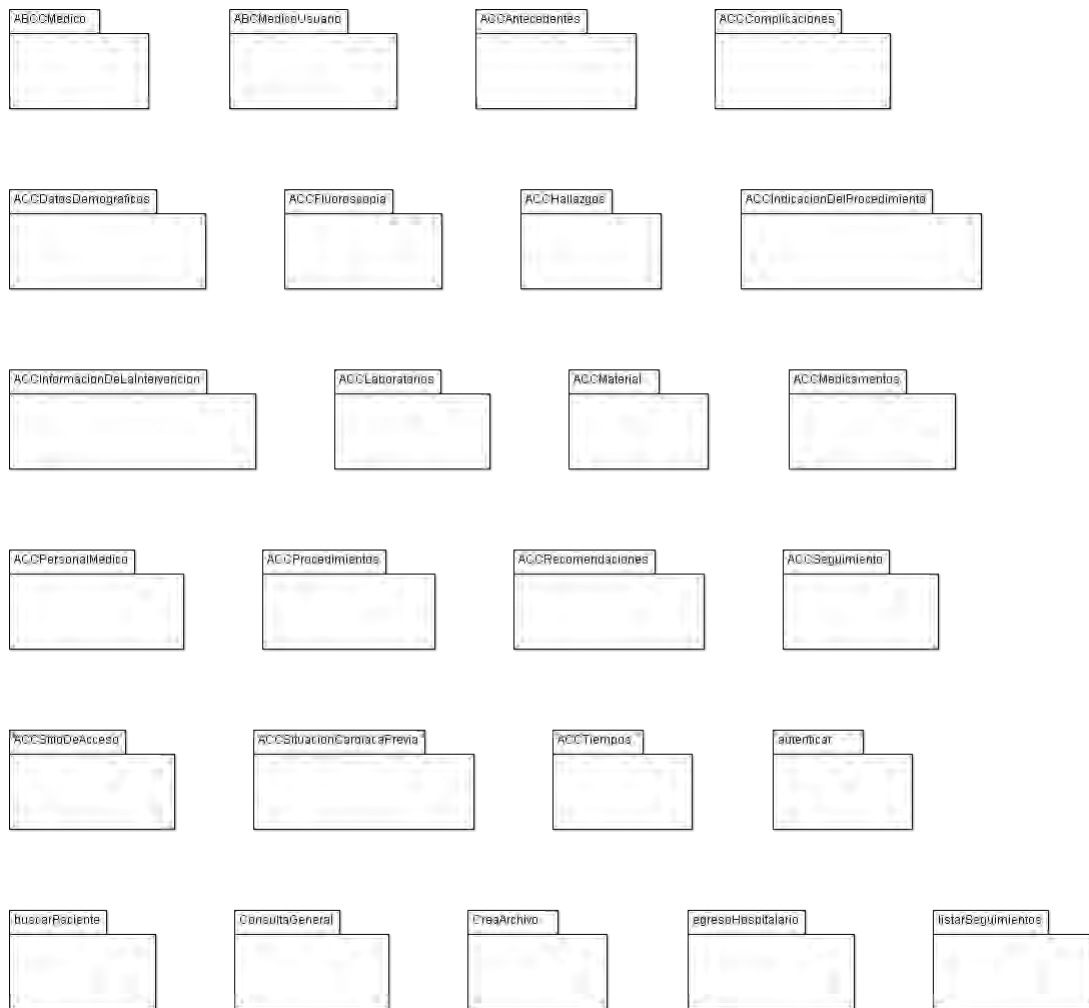 ABCCMedico
ABCMedicoUsuario
ACCAntecedentes
ACCComplicaciones
ACCDatosDemograficos
ACCFluoroscopia
ACCHallazgos
ACCIndicacionDelProcedimiento
ACCInformacionDeLaIntervencion
ACCLaboratorios
ACCMaterial
ACCMedicamentos
ACCPersonalMedico
ACCProcedimientos
ACCRecomendaciones
ACCSeguimiento
ACCSitioDeAcceso
ACCSituacionCardiacaPrevia
ACCTiempos
autenticar
buscarPaciente
ConsultaGeneral
CreaArchivo
egresoHospitalario
listarSeguimientos